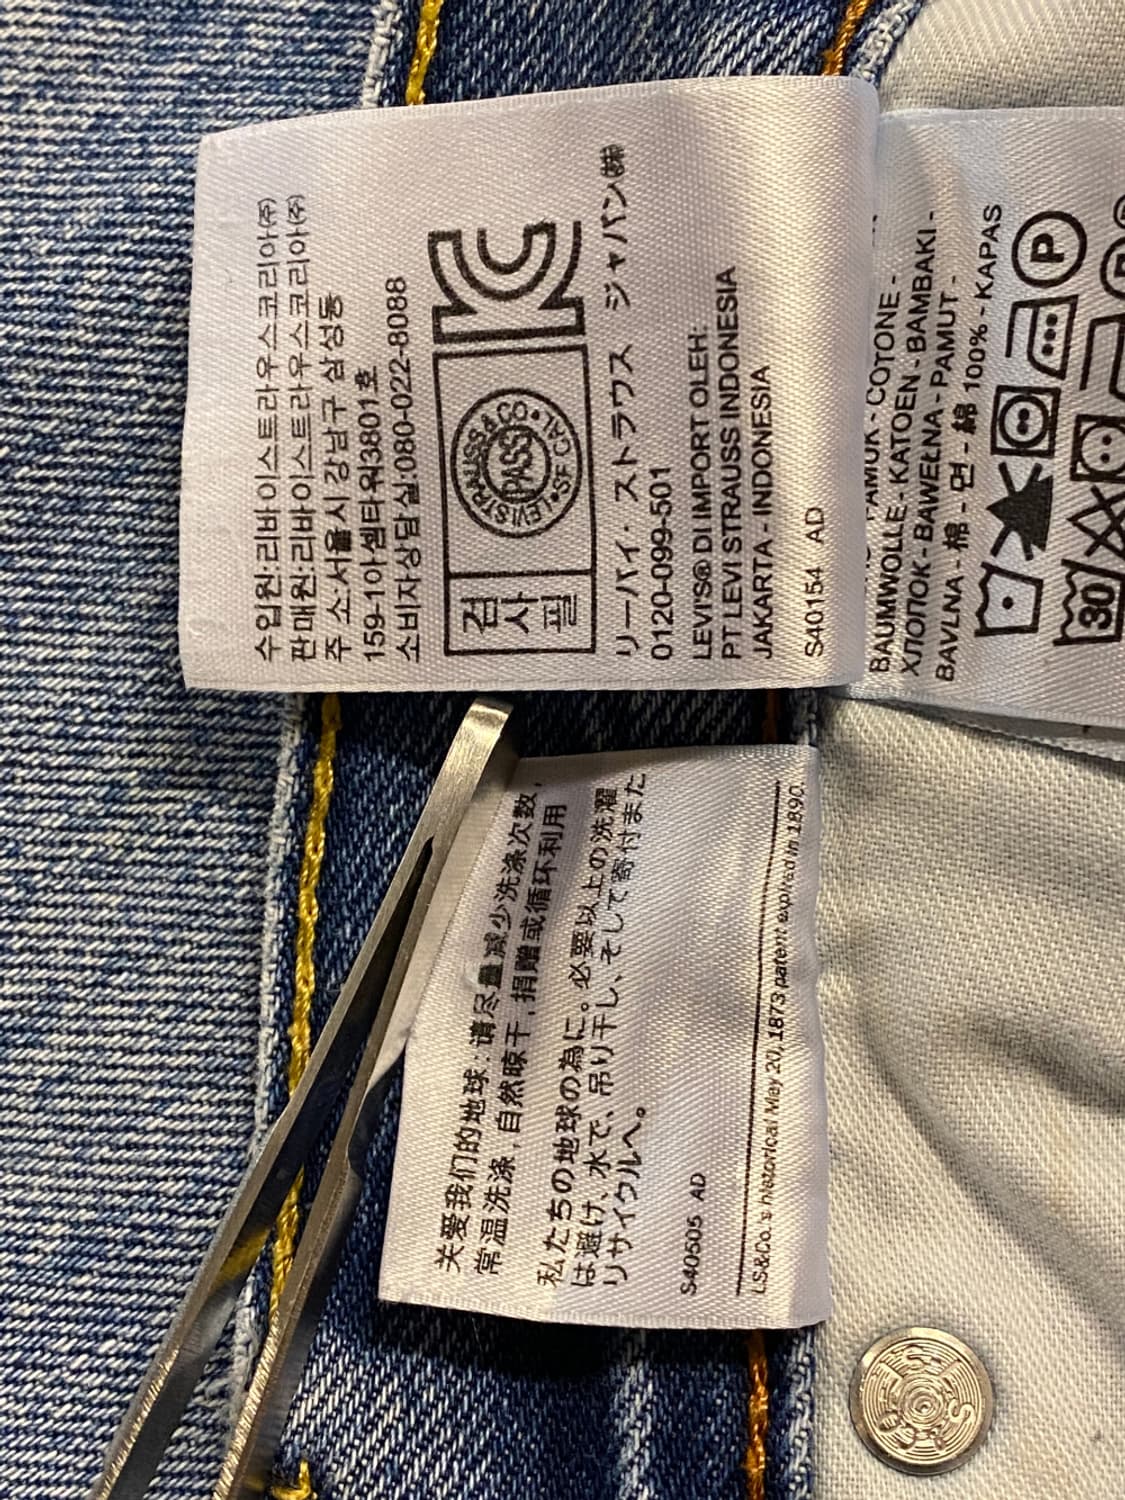 수입원:리바이스트라우스코리아㈜
판매원:리바이스트라우스코리아㈜
주 소:서울시 강남구 삼성동
159-1아셈타워3801호
소비자상담실:080-022-8088
검
사
필
LEVI STRAUSS & CO. • SF CAL •
PASS
リーバイ・ストラウス ジャパン㈱
0120-099-501
LEVI'S® DI IMPORT OLEH:
PT LEVI STRAUSS INDONESIA
JAKARTA - INDONESIA
S40154 AD
PAMUK - COTONE -
BAUMWOLLE - KATOEN - BAMBAKI -
ХЛОПОК - BAWEŁNA - PAMUT -
BAVLNA - 棉 - 면 - 綿 100% - KAPAS
P
30
关爱我们的地球：请尽量减少洗涤次数，
常温洗涤，自然晾干，捐赠或循环利用
私たちの地球の為に。必要以上の洗濯
は避け、水で、吊り干し、そして寄付また
リサイクルへ。
S40505 AD
LS&Co.'s historical May 20, 1873 patent expired in 1890.